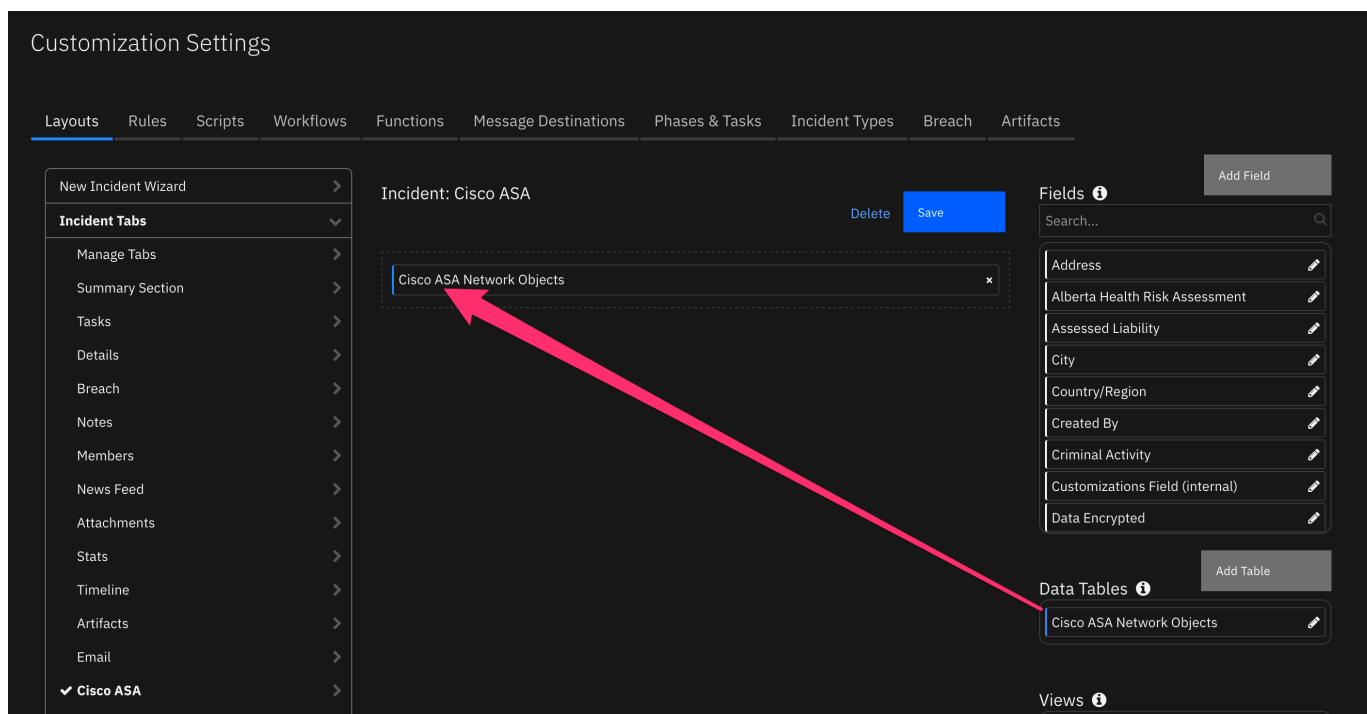 Customization Settings
Layouts Rules Scripts Workflows Functions Message Destinations Phases & Tasks Incident Types Breach Artifacts
New Incident Wizard
Incident Tabs
Manage Tabs
Summary Section
Tasks
Details
Breach
Notes
Members
News Feed
Attachments
Stats
Timeline
Artifacts
Email
Cisco ASA
Incident: Cisco ASA
Delete Save
Cisco ASA Network Objects
Add Field
Fields
Search...
Address
Alberta Health Risk Assessment
Assessed Liability
City
Country/Region
Created By
Criminal Activity
Customizations Field (internal)
Data Encrypted
Add Table
Data Tables
Cisco ASA Network Objects
Views